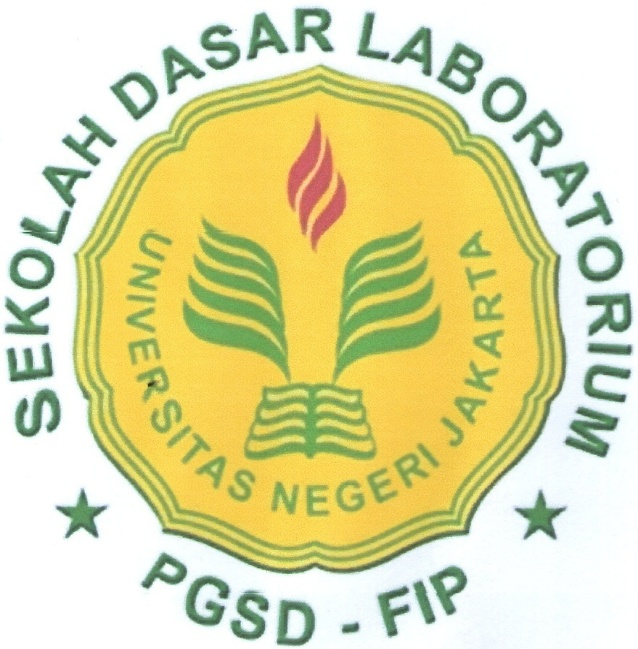 SEKOLAH DASAR LABORATORIUM
UNIVERSITAS NEGERI JAKARTA
PGSD - FIP